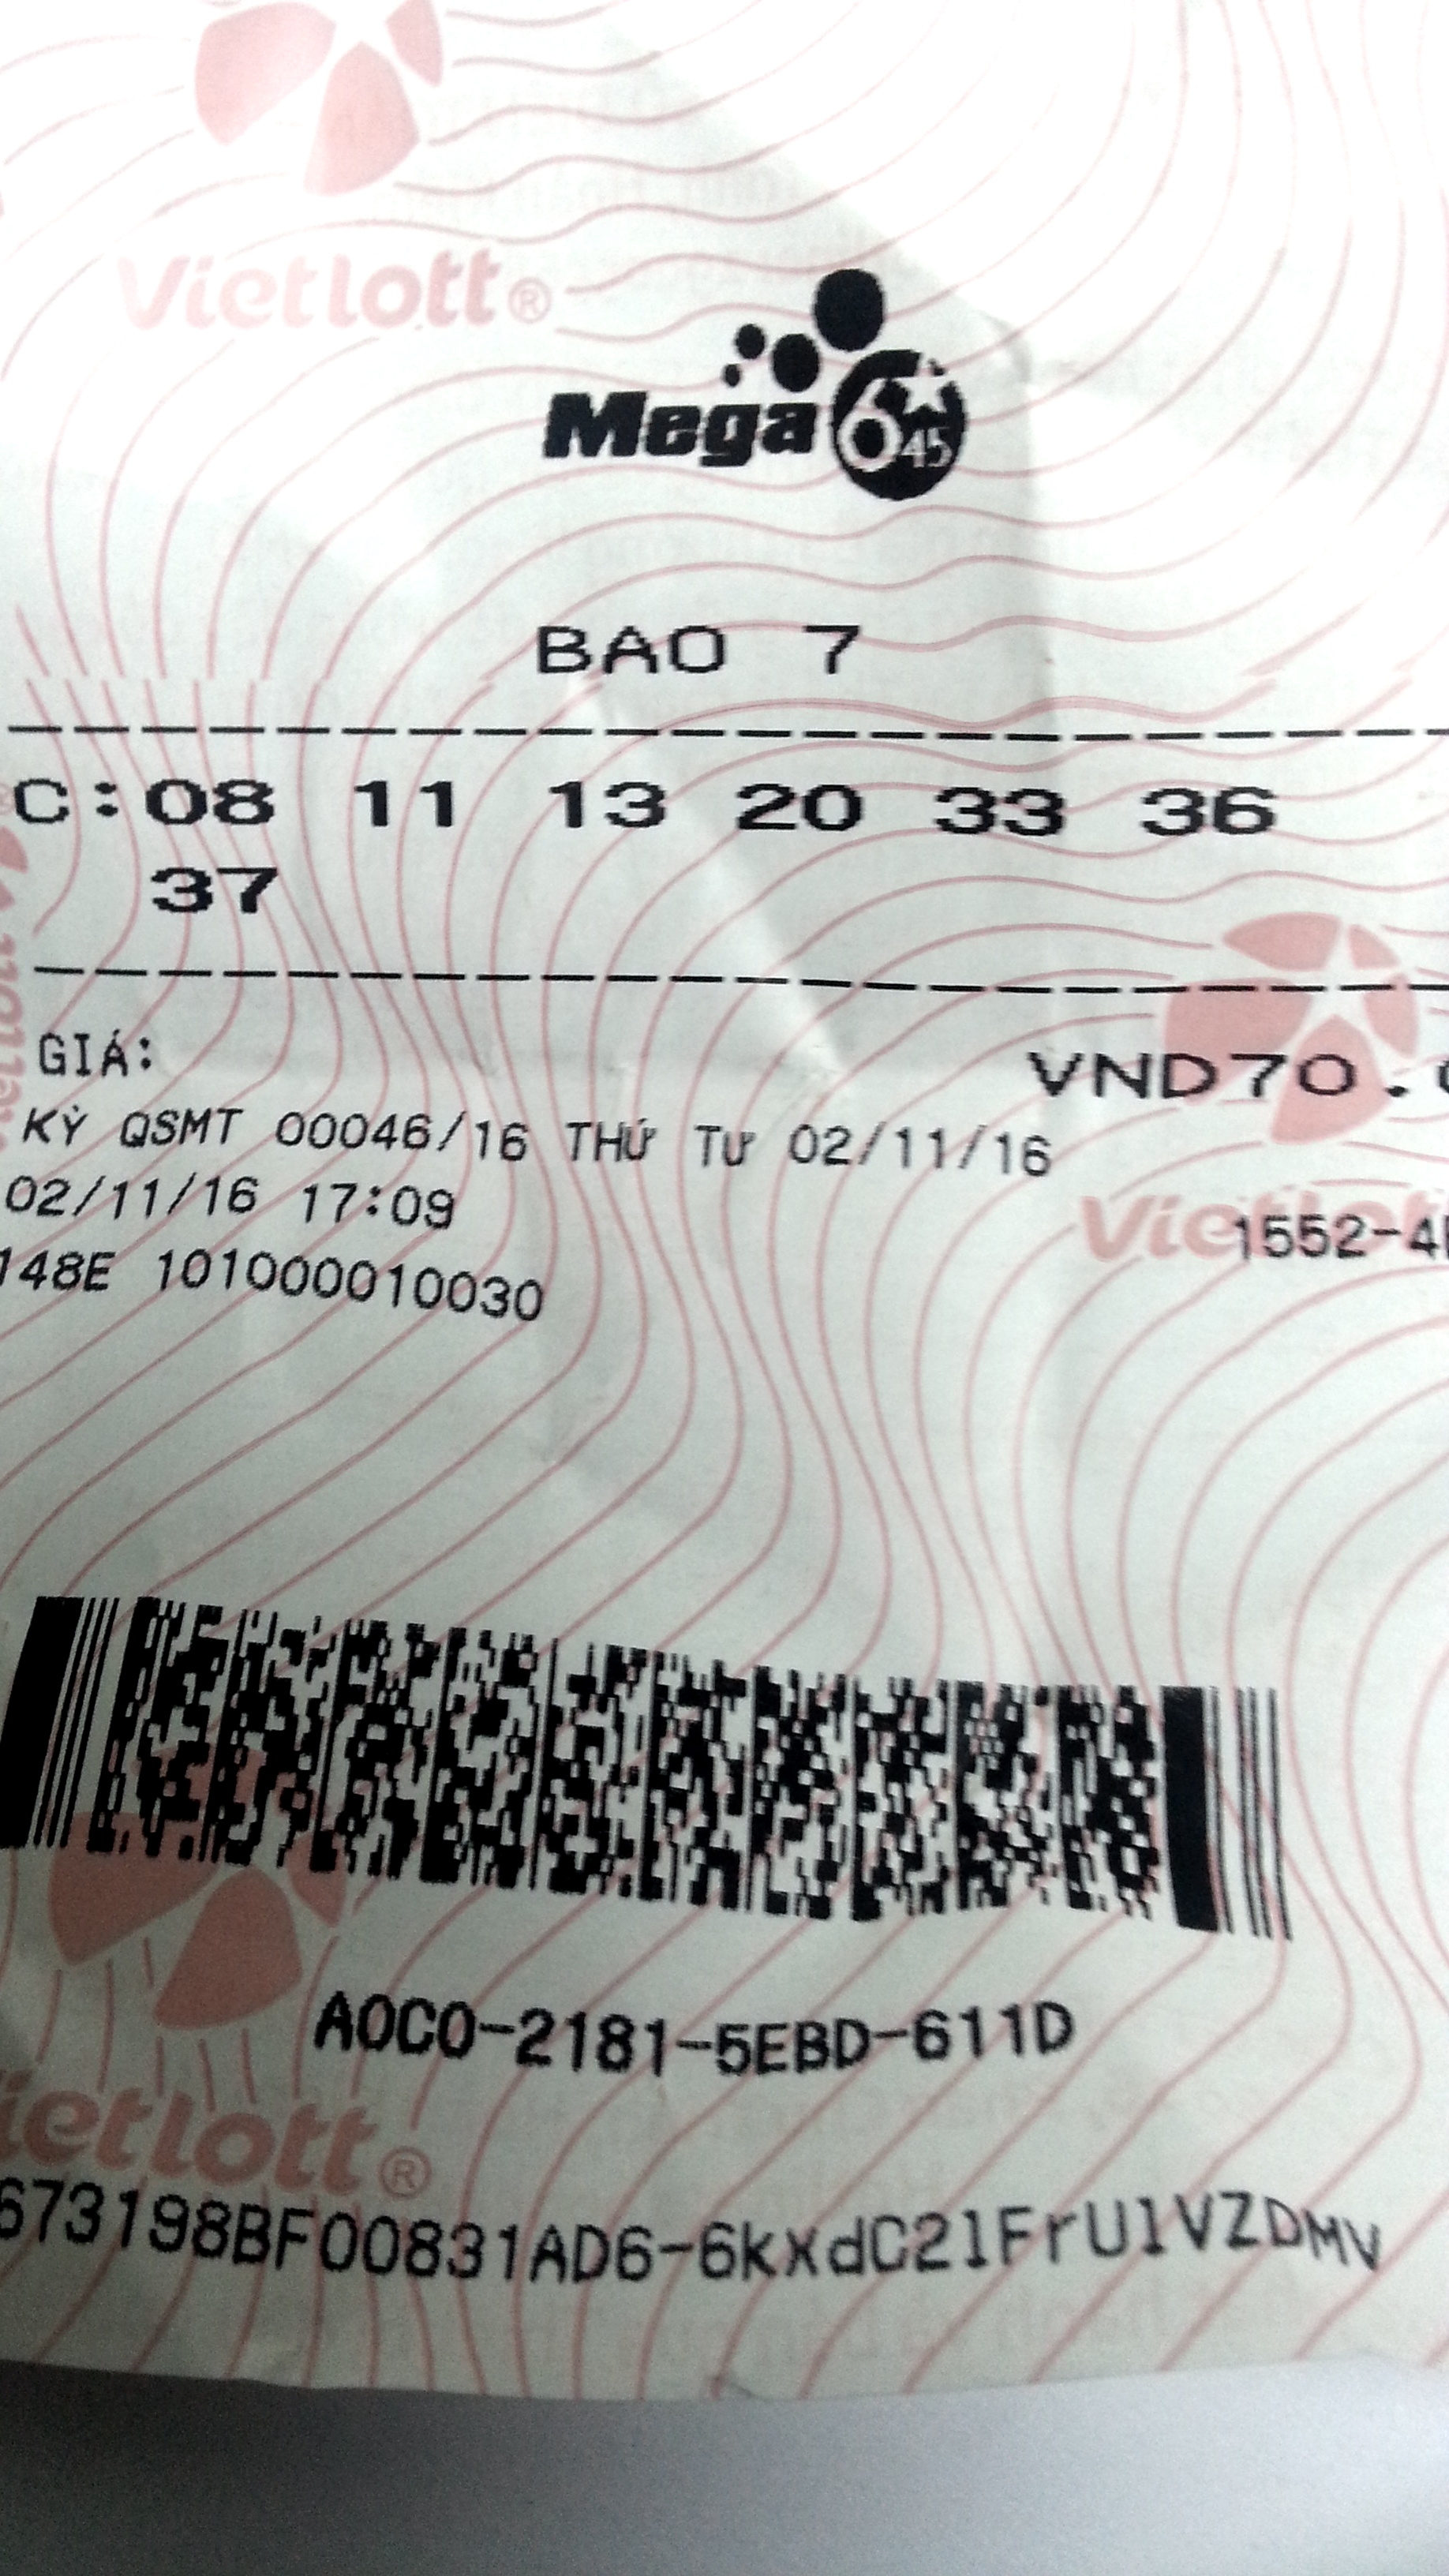 Vietlott®
Mega 6/45
BAO 7
C:08 11 13 20 33 36
37
GIÁ: VND70.
KỲ QSMT 00046/16 THỨ TƯ 02/11/16
02/11/16 17:09
Vietlott
148E 101000010030 1552-4
A0C0-2181-5EBD-611D
ietlott®
673198BF00831AD6-6kxdC2lFrUlVZDMV